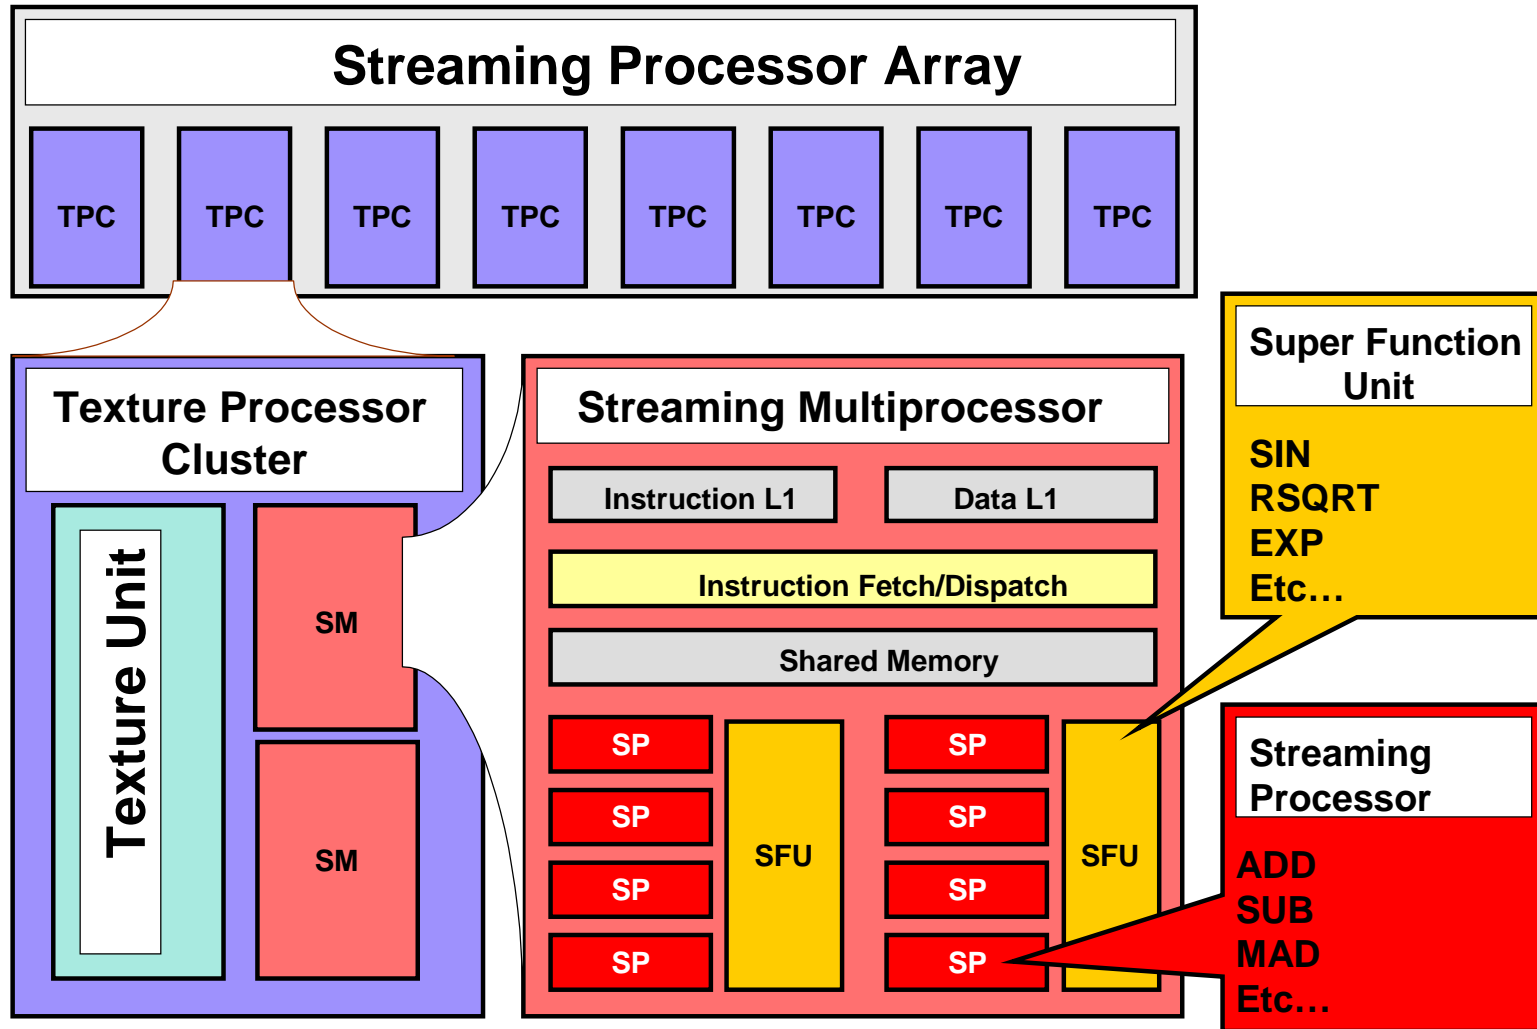 Streaming Processor Array
TPC
TPC
TPC
TPC
TPC
TPC
TPC
TPC
Texture Processor
Cluster
Texture Unit
SM
SM
Streaming Multiprocessor
Instruction L1
Data L1
Instruction Fetch/Dispatch
Shared Memory
SP
SP
SP
SP
SFU
SP
SP
SP
SP
SFU
Super Function
Unit
SIN
RSQRT
EXP
Etc…
Streaming
Processor
ADD
SUB
MAD
Etc…